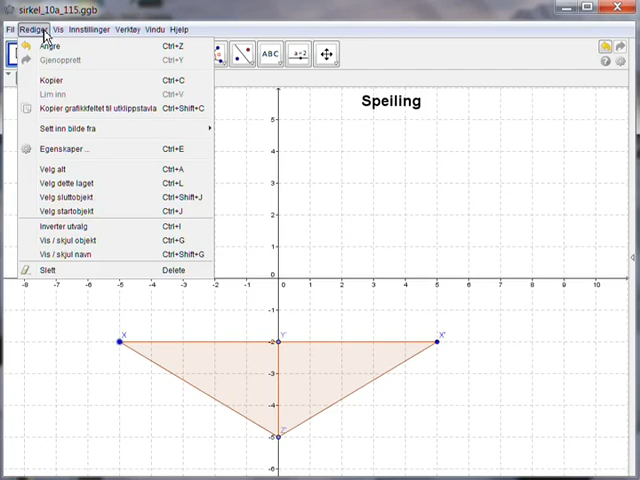 sirkel_10a_115.ggb
Fil Rediger Vis Innstillinger Verktøy Vindu Hjelp
Angre Ctrl+Z
Gjenopprett Ctrl+Y
Kopier Ctrl+C
Lim inn Ctrl+V
Kopier grafikkfeltet til utklippstavla Ctrl+Shift+C
Sett inn bilde fra
Egenskaper ... Ctrl+E
Velg alt Ctrl+A
Velg dette laget Ctrl+L
Velg sluttobjekt Ctrl+Shift+J
Velg startobjekt Ctrl+J
Inverter utvalg Ctrl+I
Vis / skjul objekt Ctrl+G
Vis / skjul navn Ctrl+Shift+G
Slett Delete
ABC
a=2
Speiling
5
4
3
2
1
0
-8 -7 -6 -5 -4 -3 -2 -1 0 1 2 3 4 5 6 7 8 9 10
-1
X Y' X'
-2
-3
-4
Z'
-5
-6